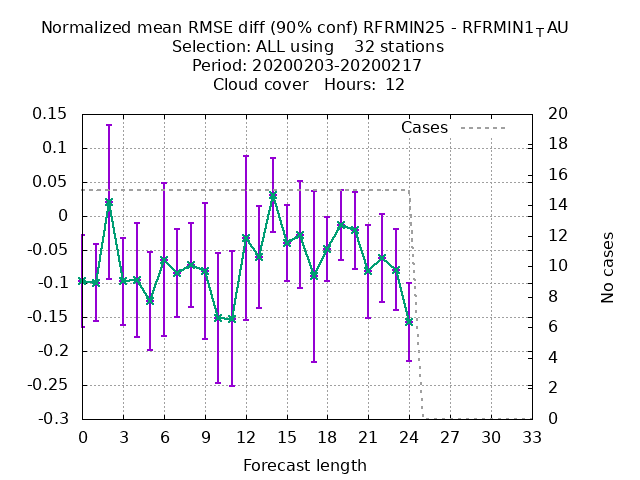 Normalized mean RMSE diff (90% conf) RFRMIN25 - RFRMIN1TAU
Selection: ALL using    32 stations
Period: 20200203-20200217
Cloud cover   Hours:  12
Cases
0.15
0.1
0.05
0
-0.05
-0.1
-0.15
-0.2
-0.25
-0.3
20
18
16
14
12
10
8
6
4
2
0
No cases
0 3 6 9 12 15 18 21 24 27 30 33
Forecast length